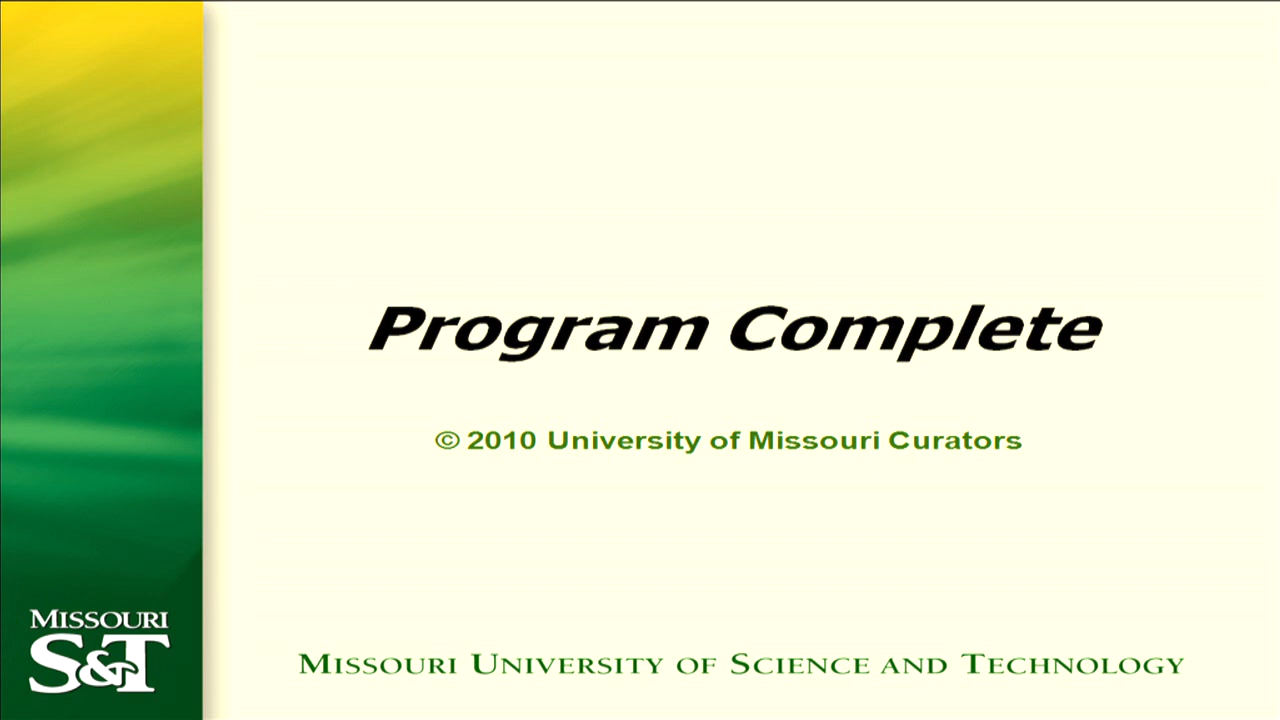 Program Complete
© 2010 University of Missouri Curators
MISSOURI
S&T
MISSOURI UNIVERSITY OF SCIENCE AND TECHNOLOGY